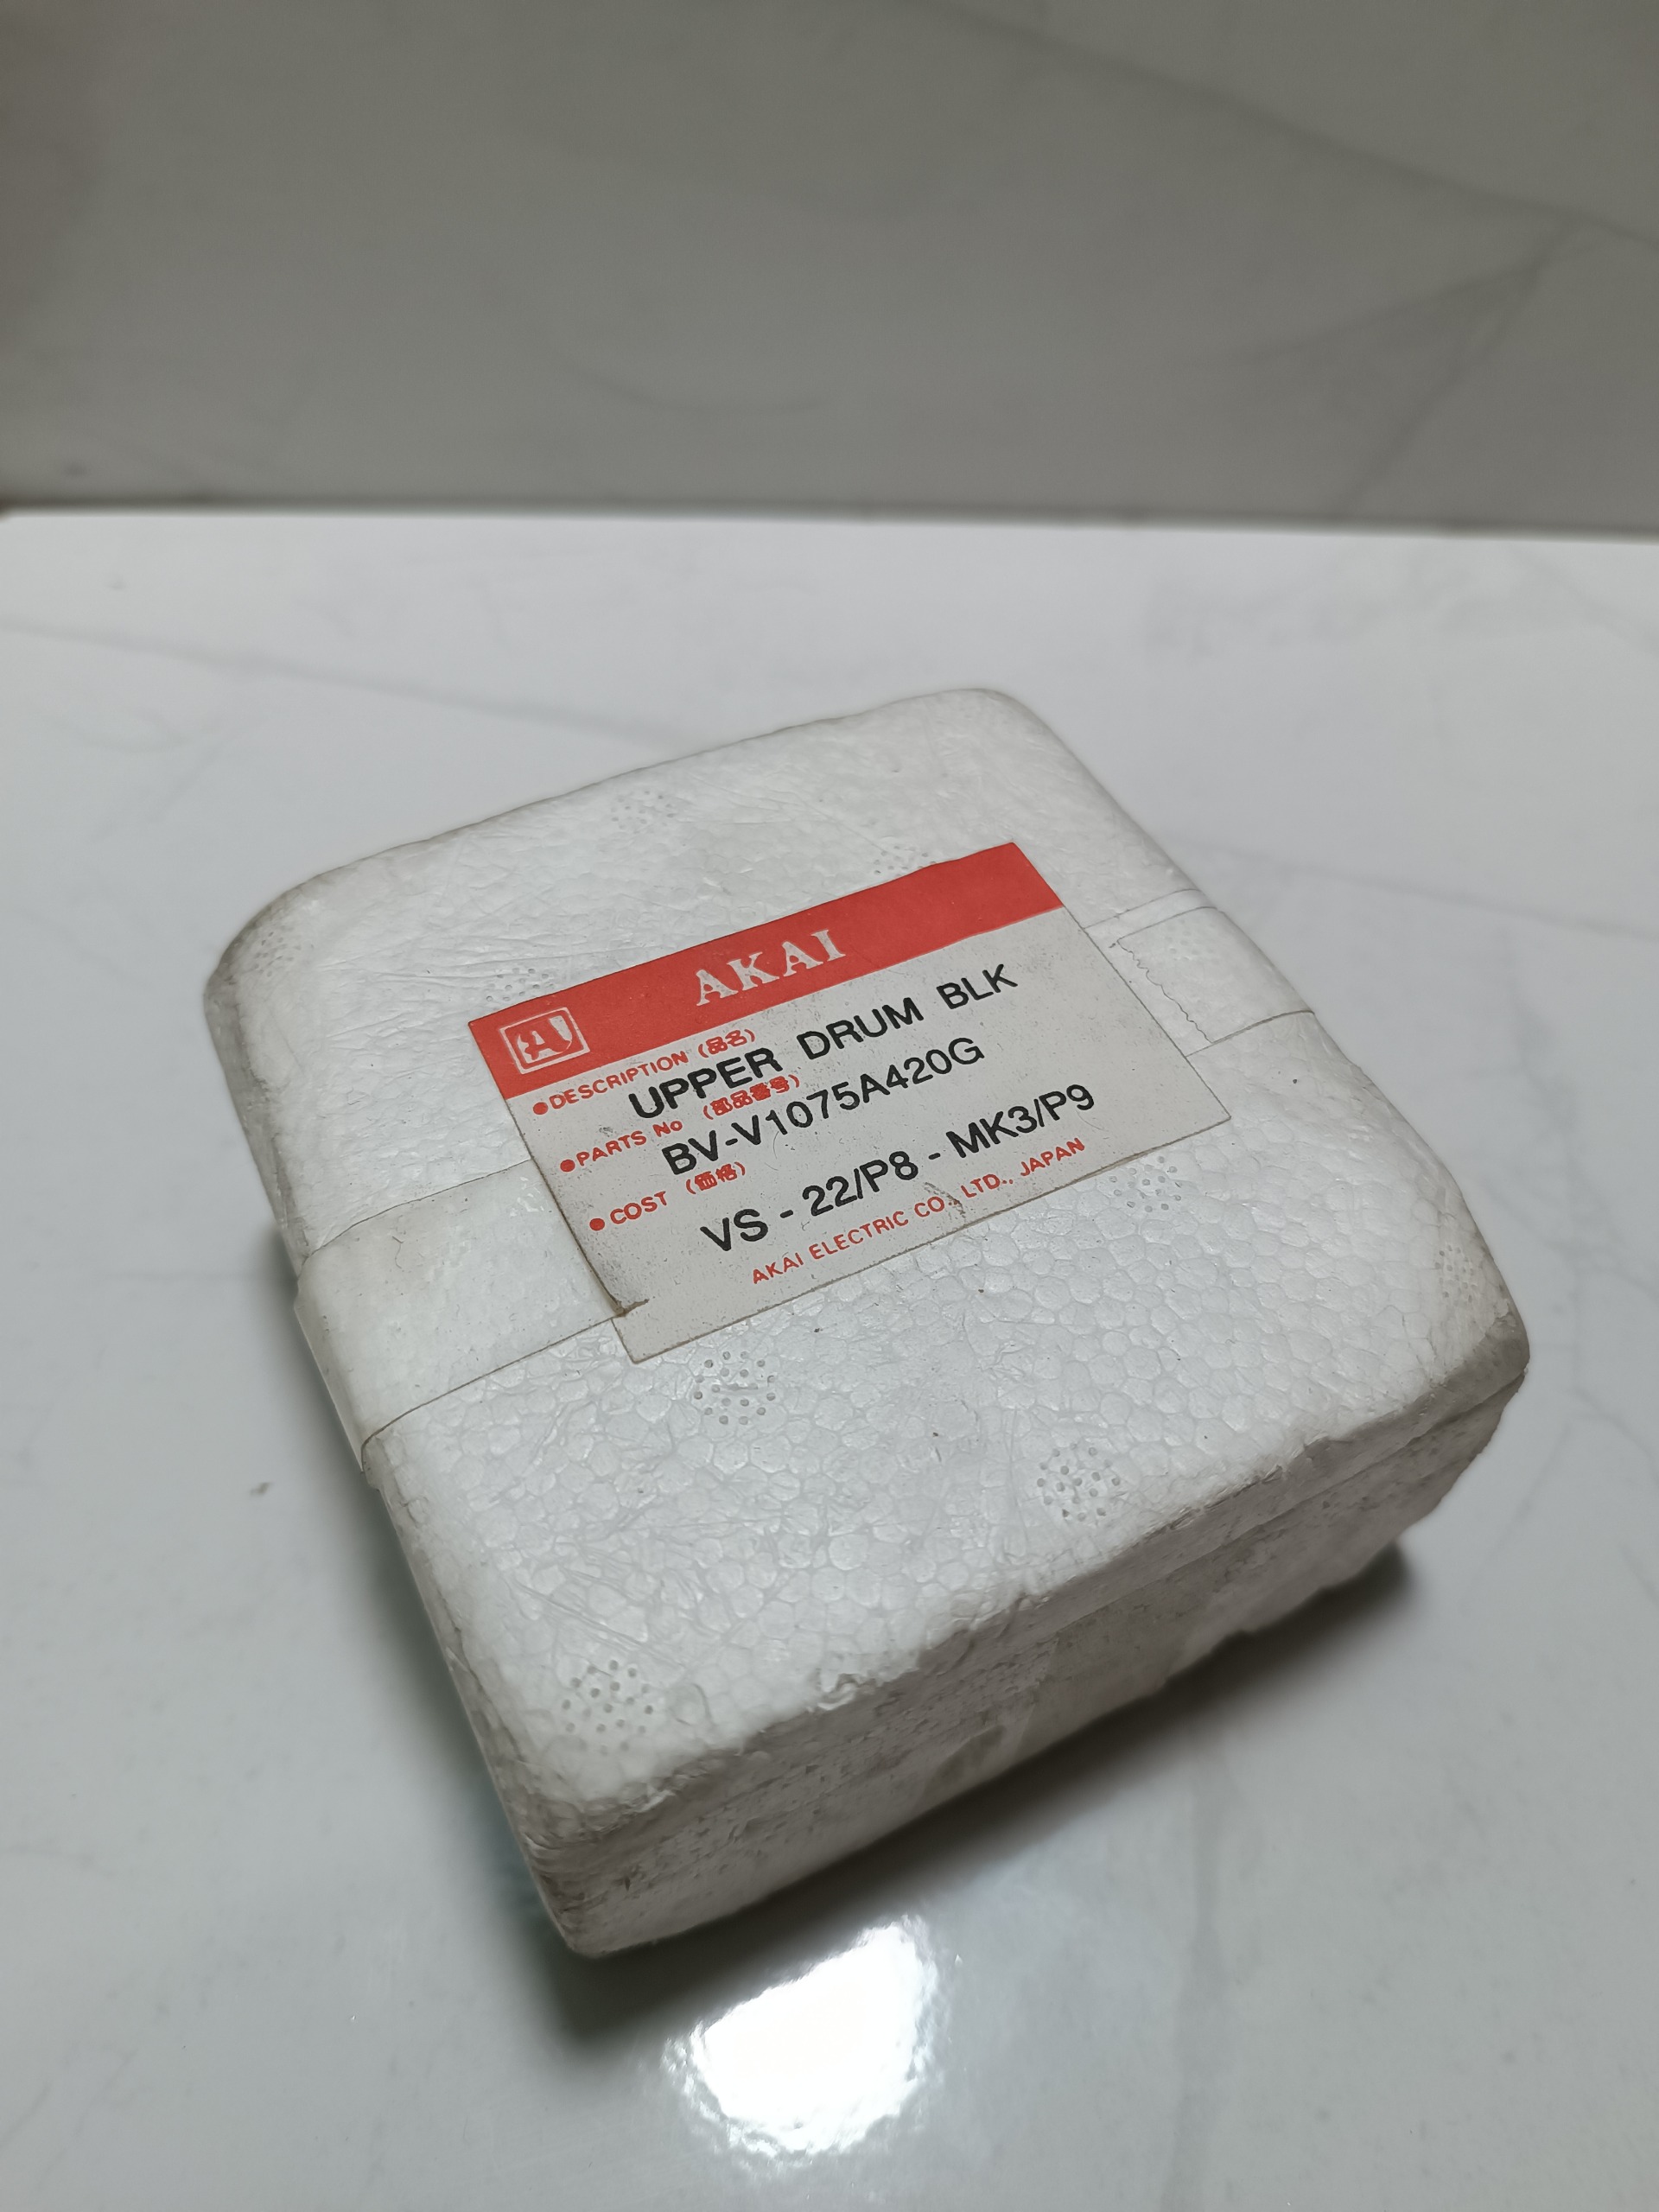 AKAI
●DESCRIPTION (品名)
UPPER DRUM BLK
●PARTS No (部品番号)
BV-V1075A420G
●COST (価格)
VS - 22/P8 - MK3/P9
AKAI ELECTRIC CO., LTD., JAPAN